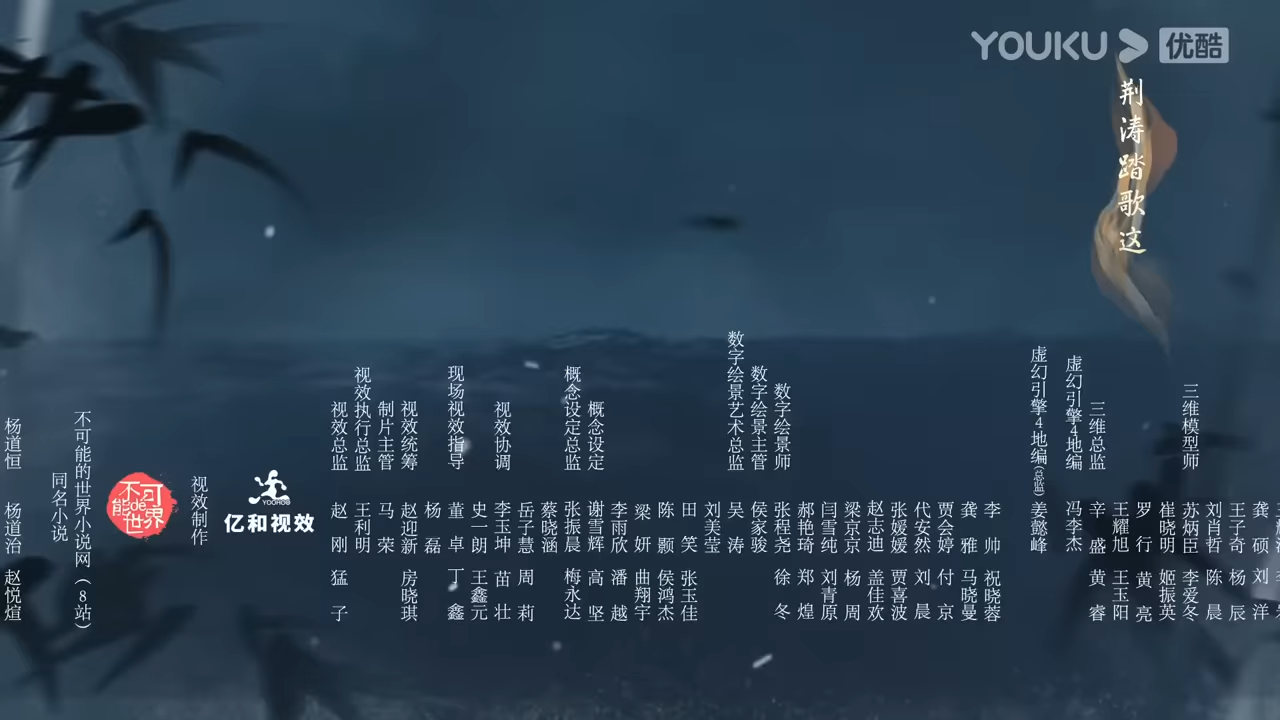 YOUKU 优酷
荆涛踏歌这
杨道恒 杨道治 赵悦煊
同名小说
不可能的世界小说网（8站）
不可能de世界
视效制作
YOOHOO
亿和视效
视效总监
赵刚 猛子
视效执行总监
王利明
制片主管
马荣
视效统筹
赵迎新 房晓琪
杨磊
现场视效指导
董卓 丁鑫
史一朗 王鑫元
视效协调
李玉坤 苗壮
岳子慧 周莉
蔡晓涵
概念设定总监
张振晨 梅永达
概念设定
谢雪辉 高坚
李雨欣 潘越
梁妍 曲翔宇
陈颢 侯鸿杰
田笑 张玉佳
刘美莹
数字绘景艺术总监
吴涛
数字绘景主管
侯家骏
数字绘景师
张程尧 徐冬
郝艳琦 郑煌
闫雪纯 刘青原
梁京京 杨周
赵志迪 盖佳欢
张媛媛 贾喜波
代安然 刘晨
贾会婷 付京
龚雅 马晓曼
李帅 祝晓蓉
虚幻引擎4地编(总监)
姜懿峰
虚幻引擎4地编
冯李杰
三维总监
辛盛 黄睿
王耀旭 王玉阳
罗行 黄亮
崔晓明 姬振英
三维模型师
苏炳臣 李爱冬
刘肖哲 陈晨
王子奇 杨辰
龚硕 刘洋